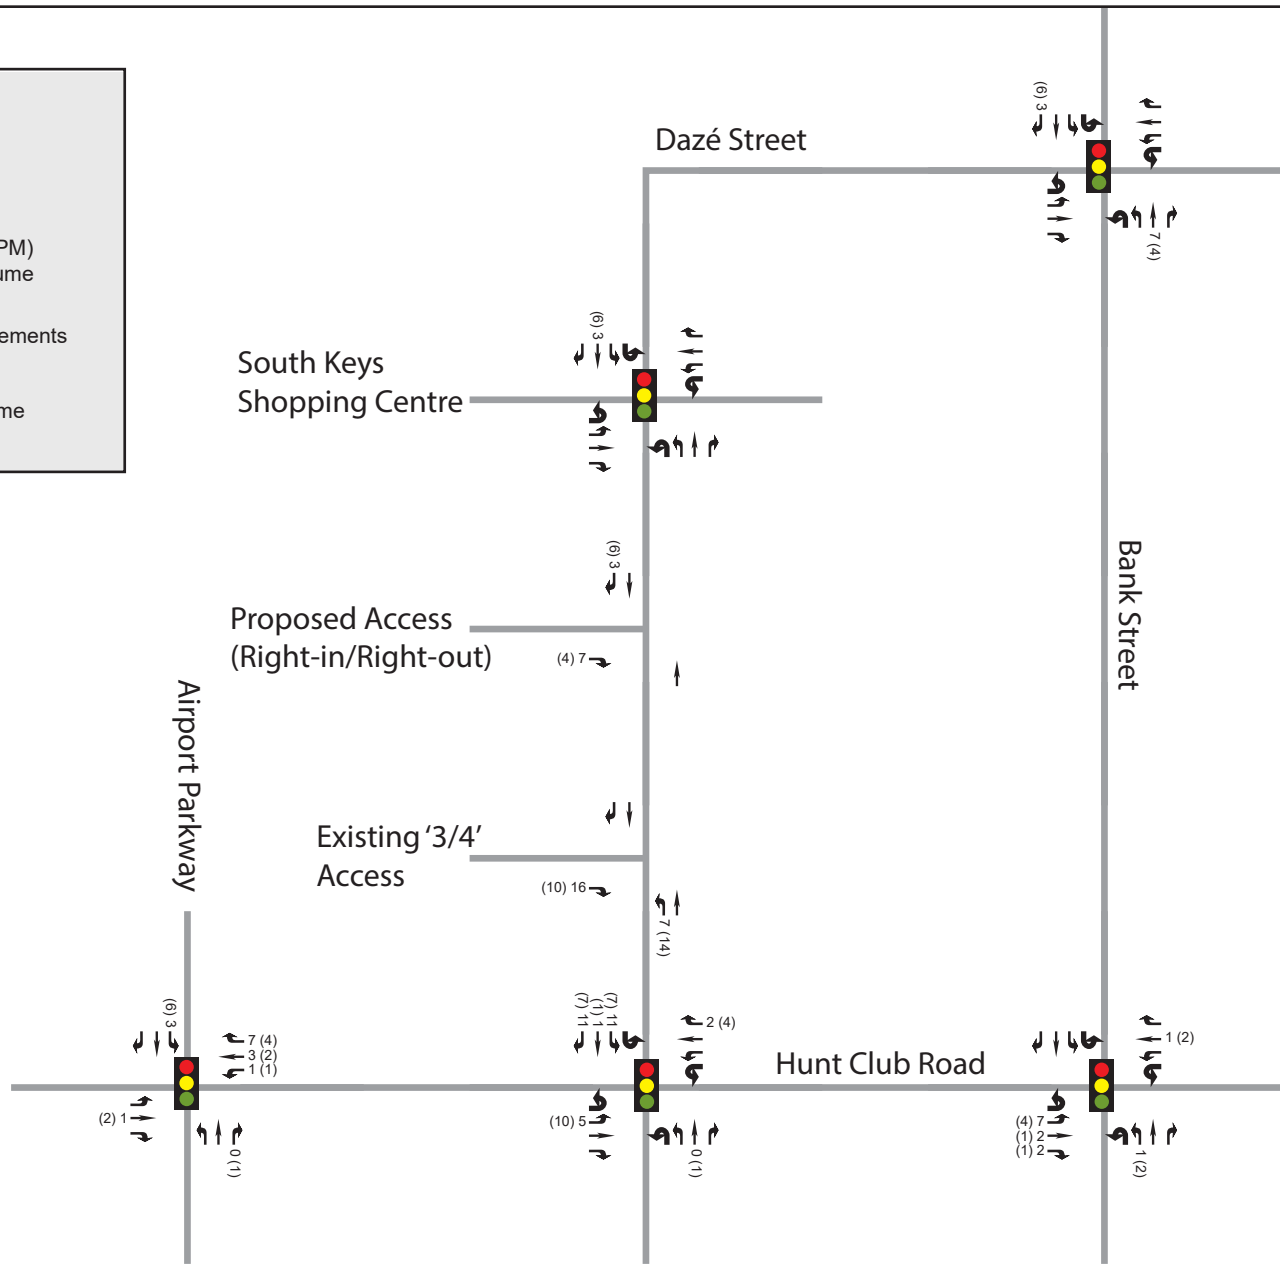 PM)
ume
ements
me
Dazé Street
(6) 3
7 (4)
(6) 3
South Keys
Shopping Centre
(6) 3
Proposed Access
(Right-in/Right-out)
(4) 7
Bank Street
Airport Parkway
Existing '3/4'
Access
(10) 16
7 (14)
(6) 3
7 (4)
3 (2)
1 (1)
(2) 1
0 (1)
(7) 11
(1) 1
(7) 11
2 (4)
Hunt Club Road
(10) 5
0 (1)
1 (2)
(4) 7
(1) 2
(1) 2
1 (2)